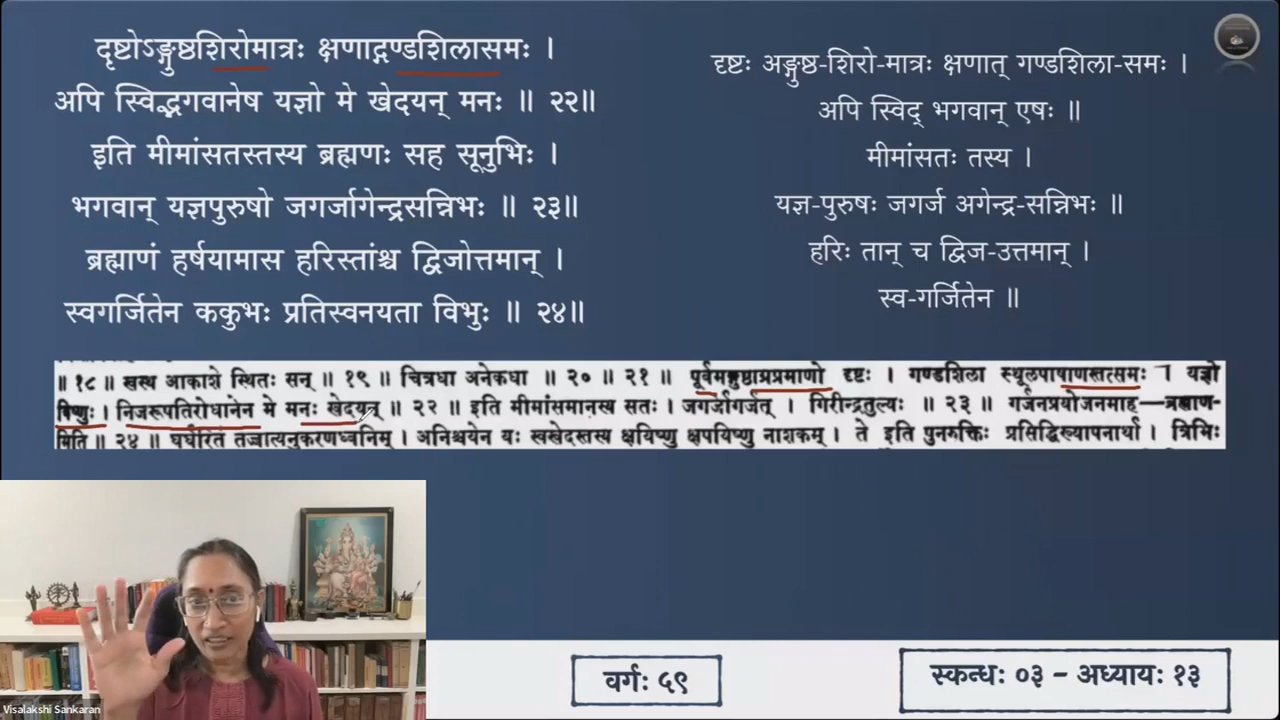 दृष्टोऽङ्गुष्ठशिरोमात्रः क्षणाद्गण्डशिलासमः ।
अपि स्विद्भगवानेष यज्ञो मे खेदयन् मनः ॥ २२॥
इति मीमांसतस्तस्य ब्रह्मणः सह सूनुभिः ।
भगवान् यज्ञपुरुषो जगर्जागेन्द्रसन्निभः ॥ २३॥
ब्रह्माणं हर्षयामास हरिस्तांश्च द्विजोत्तमान् ।
स्वगर्जितेन ककुभः प्रतिस्वनयता विभुः ॥ २४॥
दृष्टः अङ्गुष्ठ-शिरो-मात्रः क्षणात् गण्डशिला-समः ।
अपि स्विद् भगवान् एषः ॥
मीमांसतः तस्य ।
यज्ञ-पुरुषः जगर्ज अगेन्द्र-सन्निभः ॥
हरिः तान् च द्विज-उत्तमान् ।
स्व-गर्जितेन ॥
॥ १८ ॥ खस्थ आकाशे स्थितः सन् ॥ १९ ॥ चित्रधा अनेकधा ॥ २० ॥ २१ ॥ पूर्वमङ्गुष्ठाग्रप्रमाणो दृष्टः । गण्डशिला स्थूलपाषाणस्तत्समः । यज्ञो
विष्णुः । निजरूपतिरोधानेन मे मनः खेदयन् ॥ २२ ॥ इति मीमांसमानस्य सतः । जगर्जागर्जत् । गिरीन्द्रतुल्यः ॥ २३ ॥ गर्जनप्रयोजनमाह—ब्रह्माण-
मिति ॥ २४ ॥ घर्घरितं तज्जात्यनुकरणध्वनिम् । अनिश्चयेन यः स्वखेदस्तस्य क्षयिष्णु क्षपयिष्णु नाशकम् । ते इति पुनरुक्तिः प्रसिद्धिख्यापनार्था । त्रिभिः
Visalakshi Sankaran
वर्गः ५९
स्कन्धः ०३ – अध्यायः १३